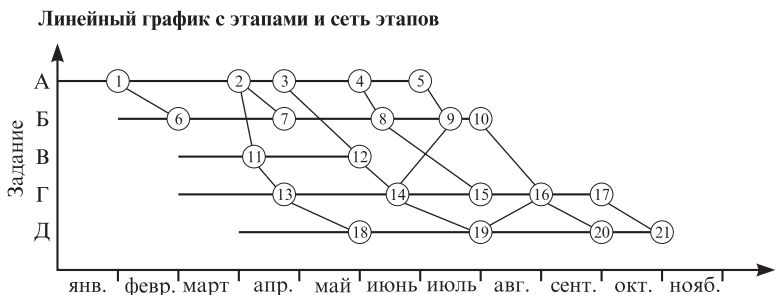 Линейный график с этапами и сеть этапов
Задание
А 1 2 3 4 5
Б 6 7 8 9 10
В 11 12
Г 13 14 15 16 17
Д 18 19 20 21
янв. февр. март апр. май июнь июль авг. сент. окт. нояб.